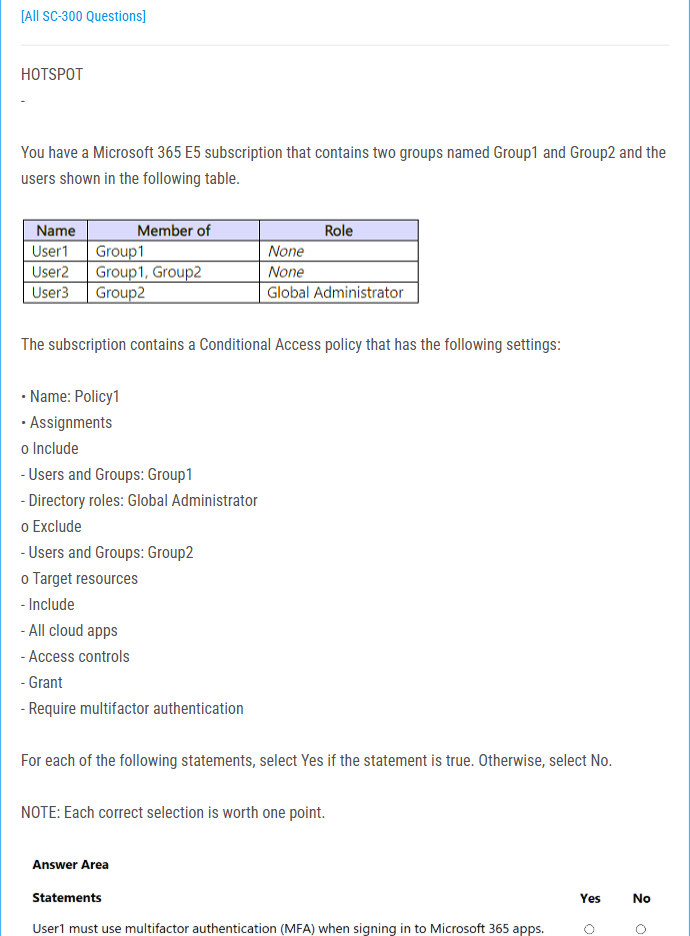 [All SC-300 Questions]
HOTSPOT
-
You have a Microsoft 365 E5 subscription that contains two groups named Group1 and Group2 and the
users shown in the following table.
Name Member of Role
User1 Group1 None
User2 Group1, Group2 None
User3 Group2 Global Administrator
The subscription contains a Conditional Access policy that has the following settings:
• Name: Policy1
• Assignments
o Include
- Users and Groups: Group1
- Directory roles: Global Administrator
o Exclude
- Users and Groups: Group2
o Target resources
- Include
- All cloud apps
- Access controls
- Grant
- Require multifactor authentication
For each of the following statements, select Yes if the statement is true. Otherwise, select No.
NOTE: Each correct selection is worth one point.
Answer Area
Statements Yes No
User1 must use multifactor authentication (MFA) when signing in to Microsoft 365 apps.